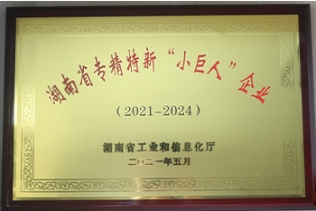 湖南省专精特新“小巨人”企业
(2021-2024)
湖南省工业和信息化厅
二〇二一年五月